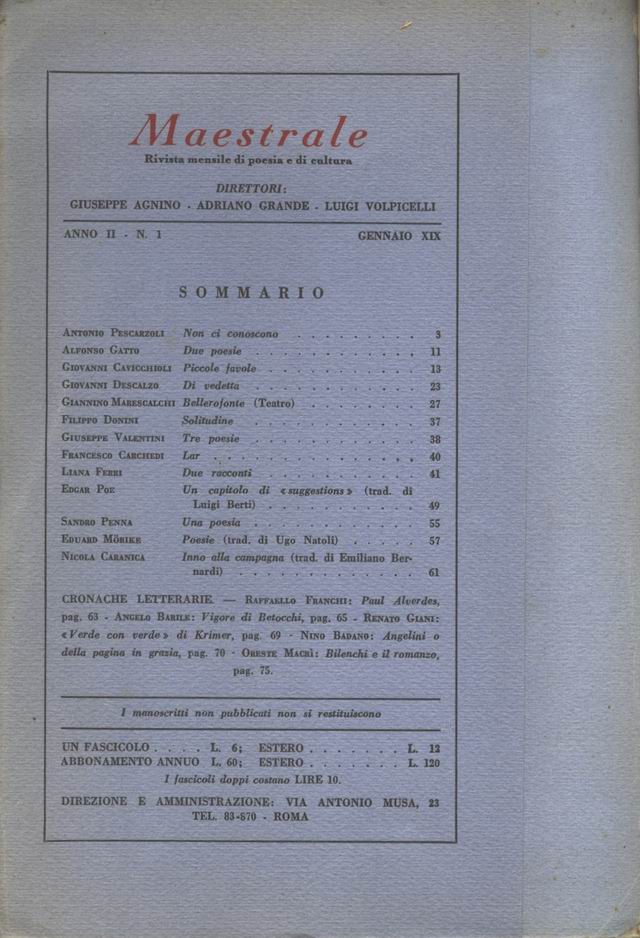 Maestrale
Rivista mensile di poesia e di cultura
DIRETTORI:
GIUSEPPE AGNINO - ADRIANO GRANDE - LUIGI VOLPICELLI
ANNO II - N. 1 GENNAIO XIX
SOMMARIO
ANTONIO PESCARZOLI Non ci conoscono . . . . . . . . . . . 3
ALFONSO GATTO Due poesie . . . . . . . . . . . . . 11
GIOVANNI CAVICCHIOLI Piccole favole . . . . . . . . . . . . 13
GIOVANNI DESCALZO Di vedetta . . . . . . . . . . . . . 23
GIANNINO MARESCALCHI Bellerofonte (Teatro) . . . . . . . . . 27
FILIPPO DONINI Solitudine . . . . . . . . . . . . . 37
GIUSEPPE VALENTINI Tre poesie . . . . . . . . . . . . . 38
FRANCESCO CARCHEDI Lar . . . . . . . . . . . . . . . . 40
LIANA FERRI Due racconti . . . . . . . . . . . . 41
EDGAR POE Un capitolo di «suggestions» (trad. di
Luigi Berti) . . . . . . . . . . . . 49
SANDRO PENNA Una poesia . . . . . . . . . . . . . 55
EDUARD MÖRIKE Poesie (trad. di Ugo Natoli) . . . . . 57
NICOLA CARANICA Inno alla campagna (trad. di Emiliano Ber-
nardi) . . . . . . . . . . . . . . 61
CRONACHE LETTERARIE — RAFFAELLO FRANCHI: Paul Alverdes,
pag. 63 - ANGELO BARILE: Vigore di Betocchi, pag. 65 - RENATO GIANI:
«Verde con verde» di Krimer, pag. 69 - NINO BADANO: Angelini o
della pagina in grazia, pag. 70 - ORESTE MACRÌ: Bilenchi e il romanzo,
pag. 75.
I manoscritti non pubblicati non si restituiscono
UN FASCICOLO . . . . L. 6; ESTERO . . . . . . . L. 12
ABBONAMENTO ANNUO L. 60; ESTERO . . . . . . . L. 120
I fascicoli doppi costano LIRE 10.
DIREZIONE E AMMINISTRAZIONE: VIA ANTONIO MUSA, 23
TEL. 83-870 - ROMA